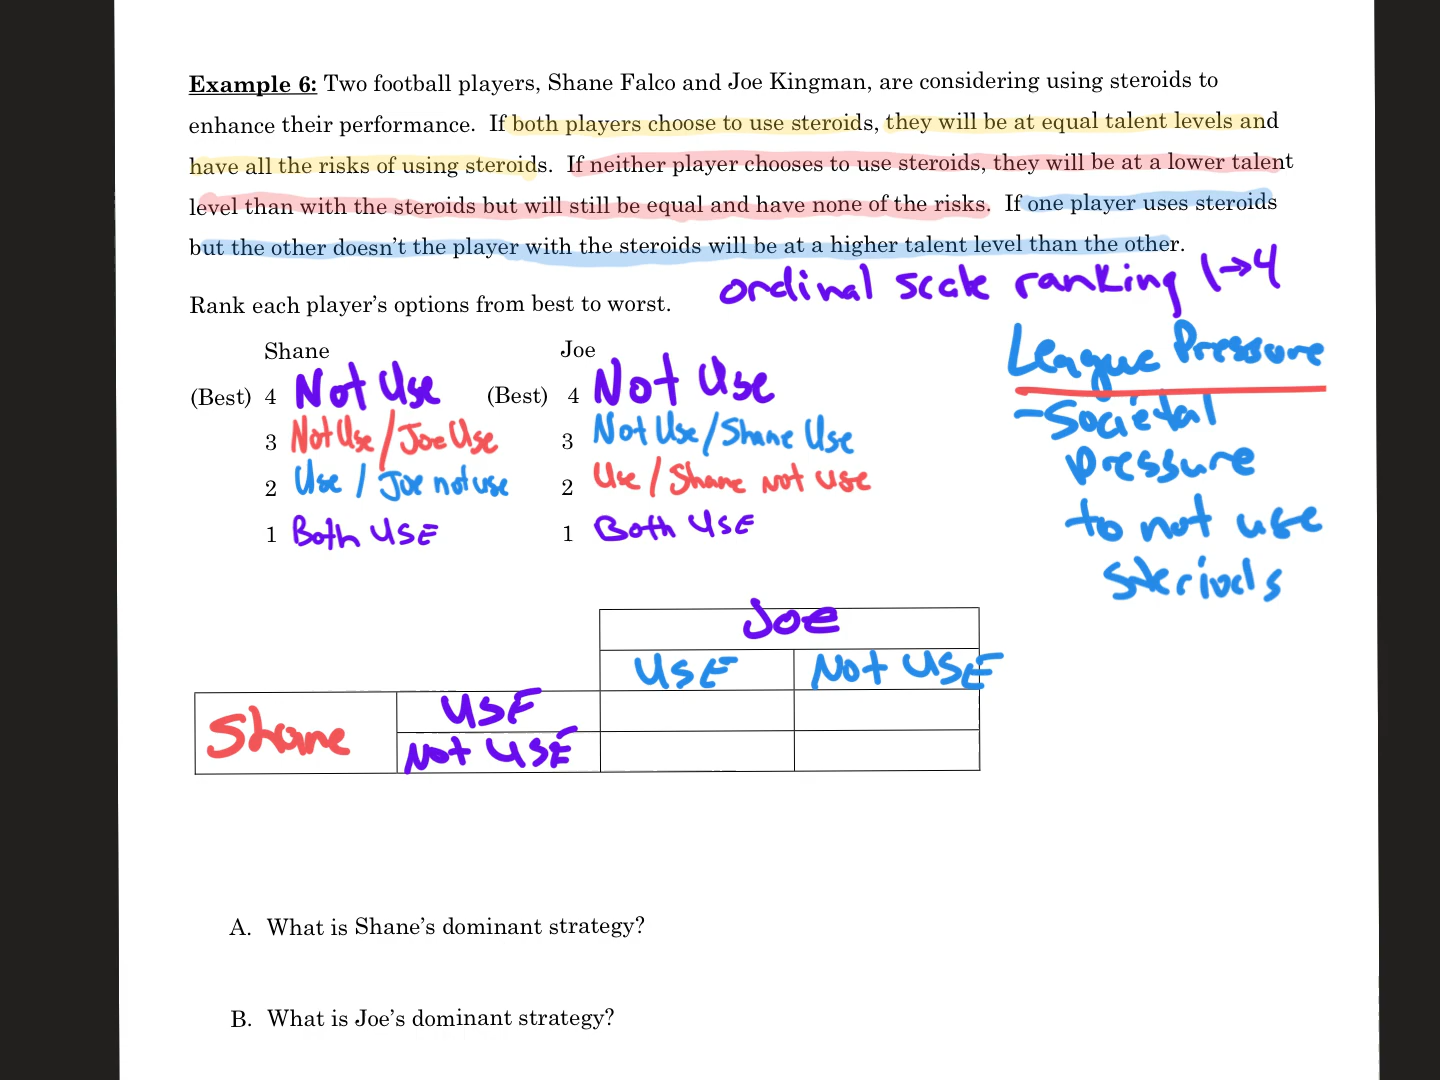 Example 6: Two football players, Shane Falco and Joe Kingman, are considering using steroids to
enhance their performance. If both players choose to use steroids, they will be at equal talent levels and
have all the risks of using steroids. If neither player chooses to use steroids, they will be at a lower talent
level than with the steroids but will still be equal and have none of the risks. If one player uses steroids
but the other doesn't the player with the steroids will be at a higher talent level than the other.
ordinal scale ranking 1→4
Rank each player's options from best to worst.
League Pressure
- Societal
pressure
to not use
steriods
Shane Joe
(Best) 4 Not Use (Best) 4 Not Use
3 Not Use / Joe Use 3 Not Use / Shane Use
2 Use / Joe not use 2 Use / Shane not use
1 Both USE 1 Both USE
JOE
USE NOT USE
Shane USE
NOT USE
A. What is Shane's dominant strategy?
B. What is Joe's dominant strategy?